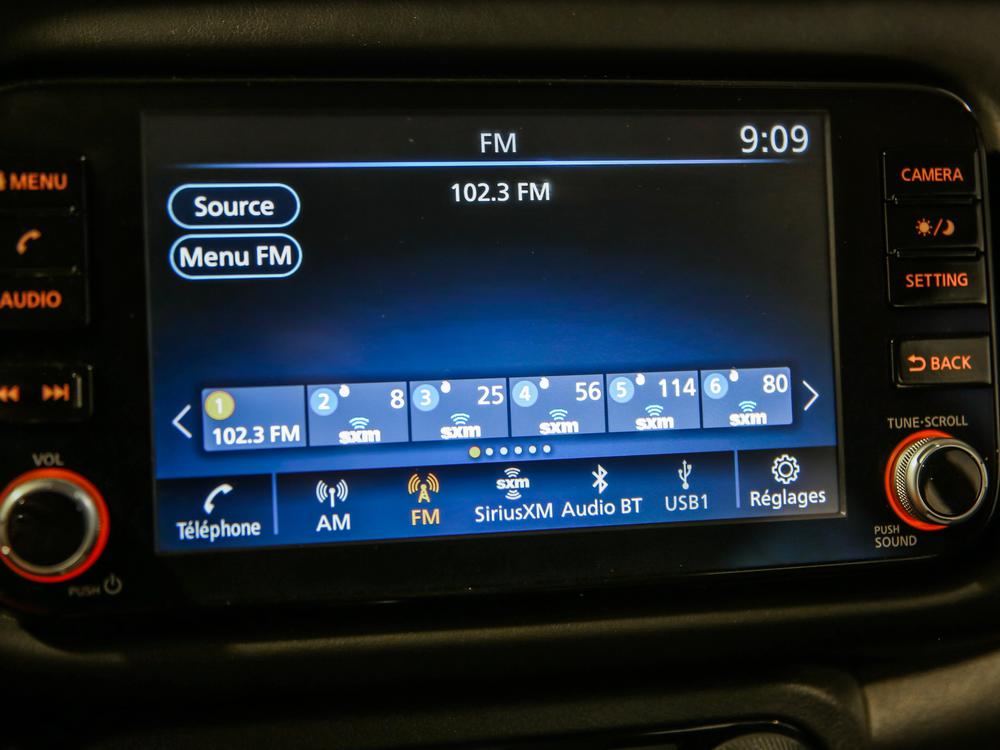 FM
9:09
102.3 FM
Source
Menu FM
1
102.3 FM
2
8
sxm
3
25
sxm
4
56
sxm
5
114
sxm
6
80
sxm
Téléphone
AM
FM
sxm
SiriusXM
Audio BT
USB1
Réglages
MENU
AUDIO
VOL
PUSH
CAMERA
SETTING
BACK
TUNE·SCROLL
PUSH
SOUND